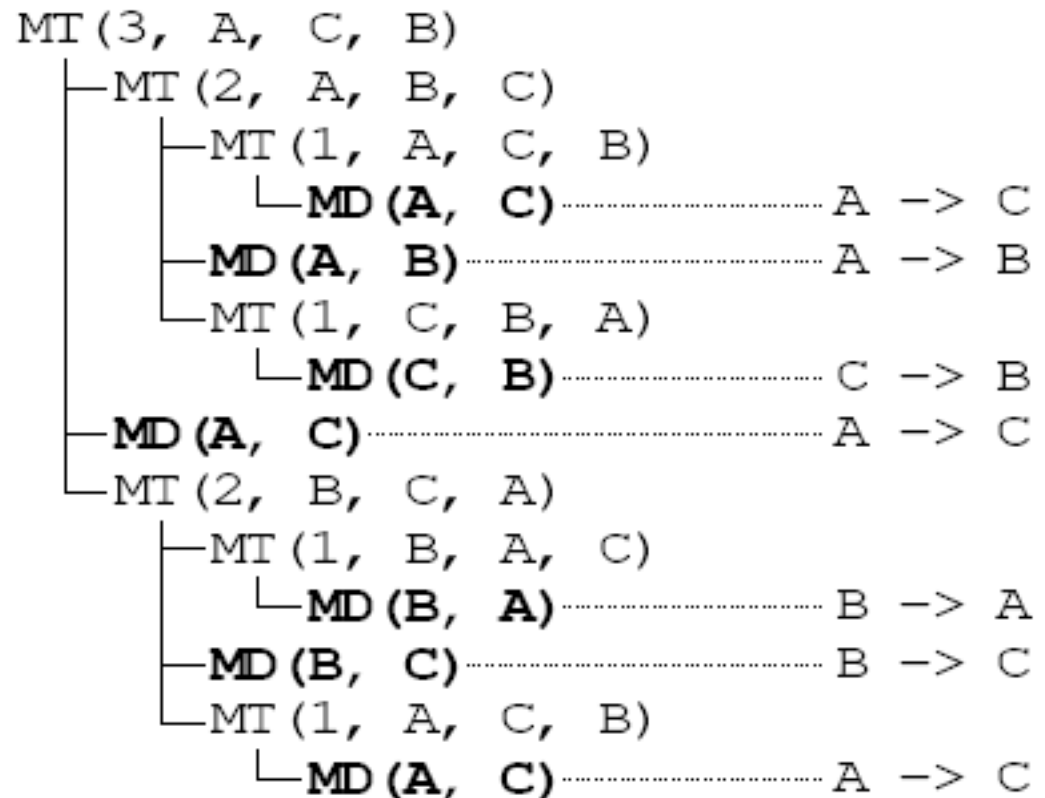 MT(3, A, C, B)
MT(2, A, B, C)
MT(1, A, C, B)
MD(A, C) A -> C
MD(A, B) A -> B
MT(1, C, B, A)
MD(C, B) C -> B
MD(A, C) A -> C
MT(2, B, C, A)
MT(1, B, A, C)
MD(B, A) B -> A
MD(B, C) B -> C
MT(1, A, C, B)
MD(A, C) A -> C